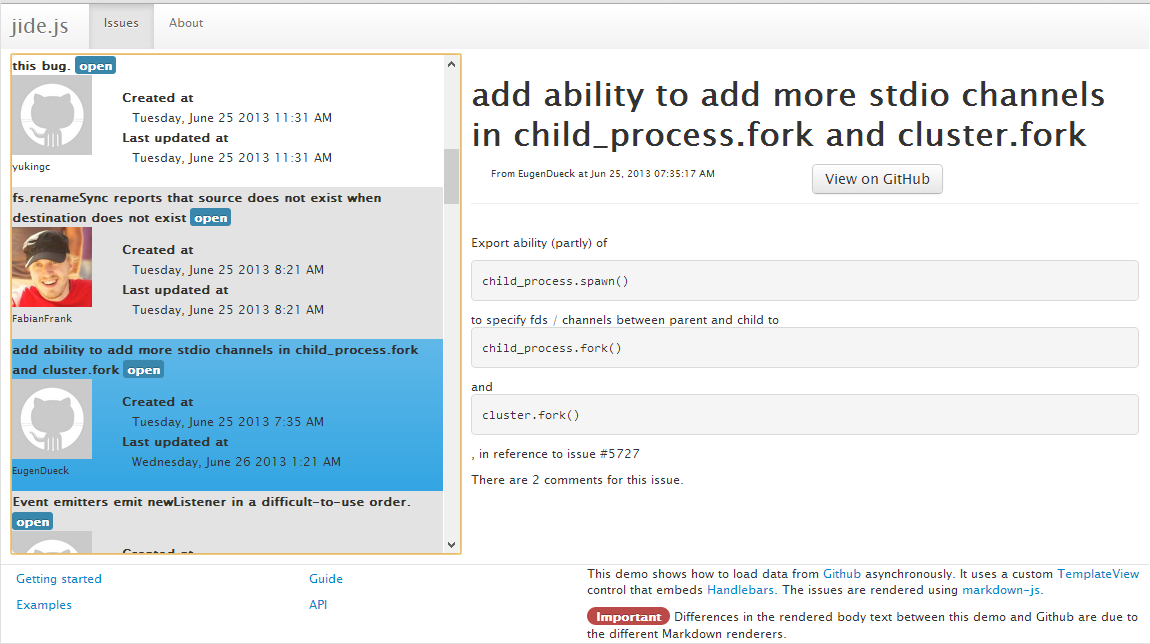 jide.js Issues About
this bug. open
Created at
Tuesday, June 25 2013 11:31 AM
Last updated at
Tuesday, June 25 2013 11:31 AM
yukingc
fs.renameSync reports that source does not exist when
destination does not exist open
Created at
Tuesday, June 25 2013 8:21 AM
Last updated at
Tuesday, June 25 2013 8:21 AM
FabianFrank
add ability to add more stdio channels in child_process.fork
and cluster.fork open
Created at
Tuesday, June 25 2013 7:35 AM
Last updated at
Wednesday, June 26 2013 1:21 AM
EugenDueck
Event emitters emit newListener in a difficult-to-use order.
open
Created at
add ability to add more stdio channels
in child_process.fork and cluster.fork
From EugenDueck at Jun 25, 2013 07:35:17 AM
View on GitHub
Export ability (partly) of
child_process.spawn()
to specify fds / channels between parent and child to
child_process.fork()
and
cluster.fork()
, in reference to issue #5727
There are 2 comments for this issue.
Getting started
Examples
Guide
API
This demo shows how to load data from Github asynchronously. It uses a custom TemplateView
control that embeds Handlebars. The issues are rendered using markdown-js.
Important Differences in the rendered body text between this demo and Github are due to
the different Markdown renderers.